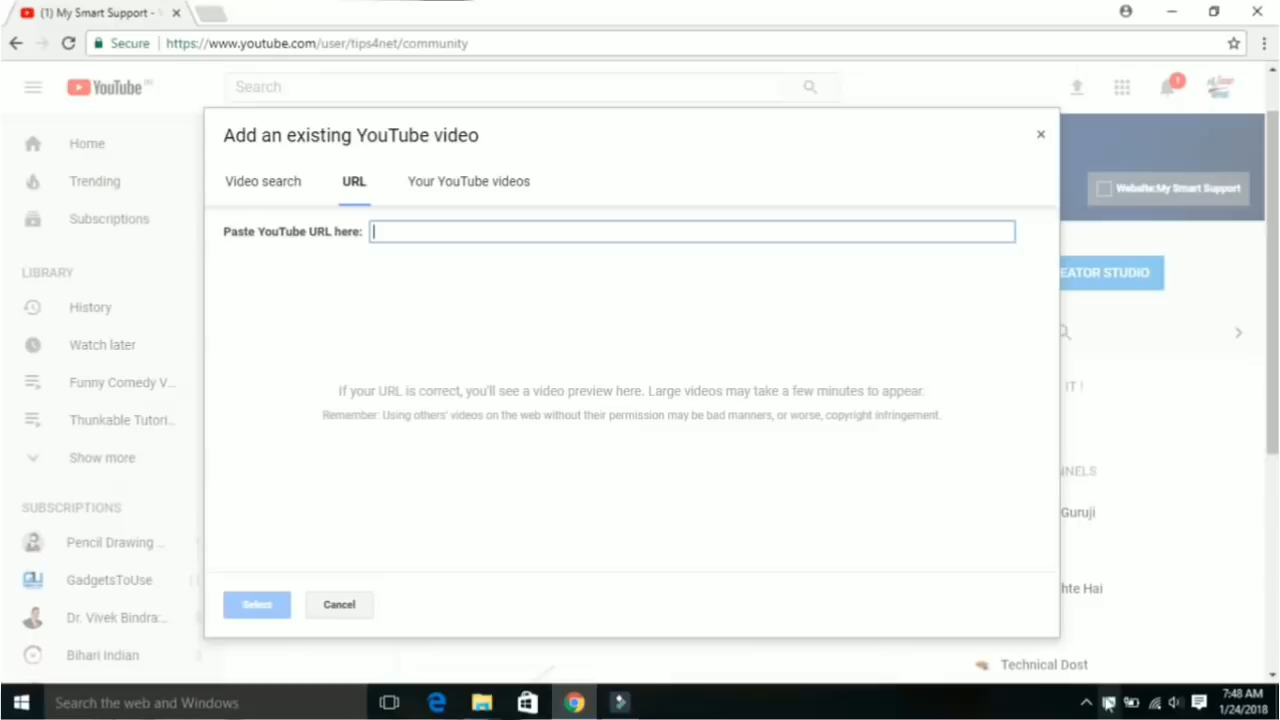 (1) My Smart Support -
Secure
https://www.youtube.com/user/tips4net/community
YouTube IN
Search
1
Add an existing YouTube video
×
Video search
URL
Your YouTube videos
Paste YouTube URL here:
If your URL is correct, you'll see a video preview here. Large videos may take a few minutes to appear.
Remember: Using others' videos on the web without their permission may be bad manners, or worse, copyright infringement.
Select
Cancel
Home
Trending
Subscriptions
LIBRARY
History
Watch later
Funny Comedy V...
Thunkable Tutori...
Show more
SUBSCRIPTIONS
Pencil Drawing ...
GadgetsToUse
Dr. Vivek Bindra:...
Bihari Indian
Website:My Smart Support
EATOR STUDIO
IT !
NNELS
Guruji
hte Hai
Technical Dost
Search the web and Windows
7:48 AM
1/24/2018